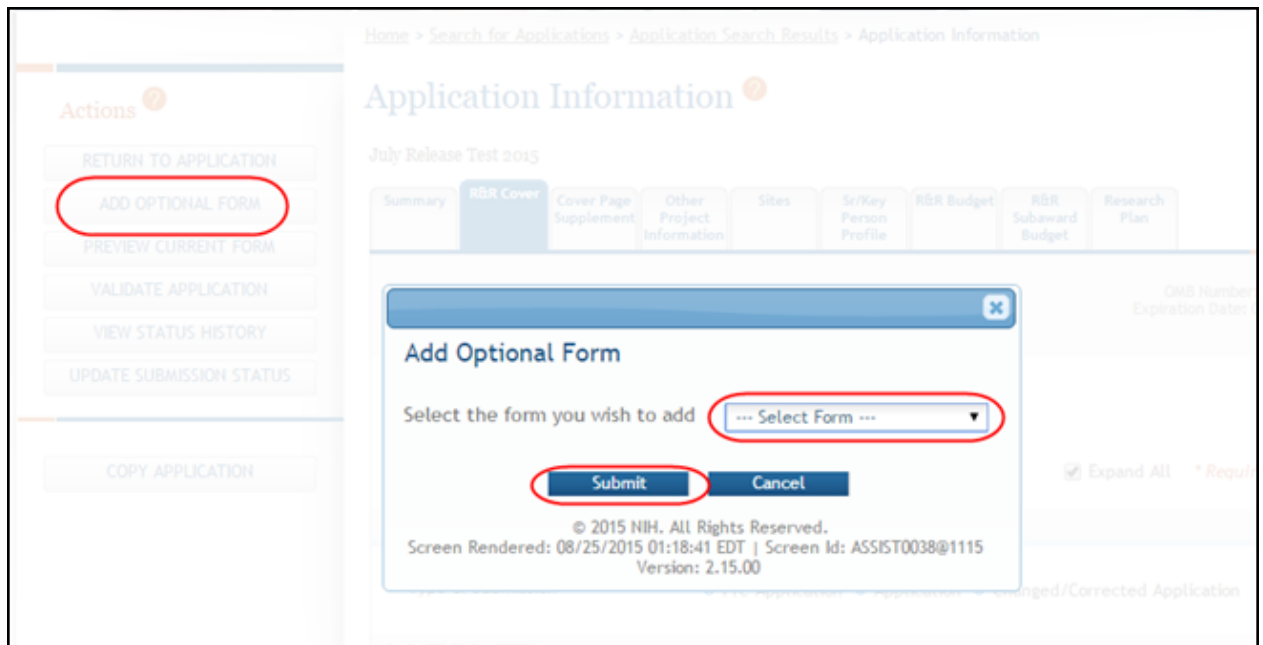 Home > Search for Applications > Application Search Results > Application Information
Actions ?
Application Information ?
RETURN TO APPLICATION
ADD OPTIONAL FORM
PREVIEW CURRENT FORM
VALIDATE APPLICATION
VIEW STATUS HISTORY
UPDATE SUBMISSION STATUS
COPY APPLICATION
July Release Test 2015
Summary
R&R Cover
Cover Page
Supplement
Other
Project
Information
Sites
Sr/Key
Person
Profile
R&R Budget
R&R
Subaward
Budget
Research
Plan
OMB Number
Expiration Date:
Add Optional Form
Select the form you wish to add
--- Select Form ---
Submit
Cancel
© 2015 NIH. All Rights Reserved.
Screen Rendered: 08/25/2015 01:18:41 EDT | Screen Id: ASSIST0038@1115
Version: 2.15.00
Expand All
Application
Changed/Corrected Application